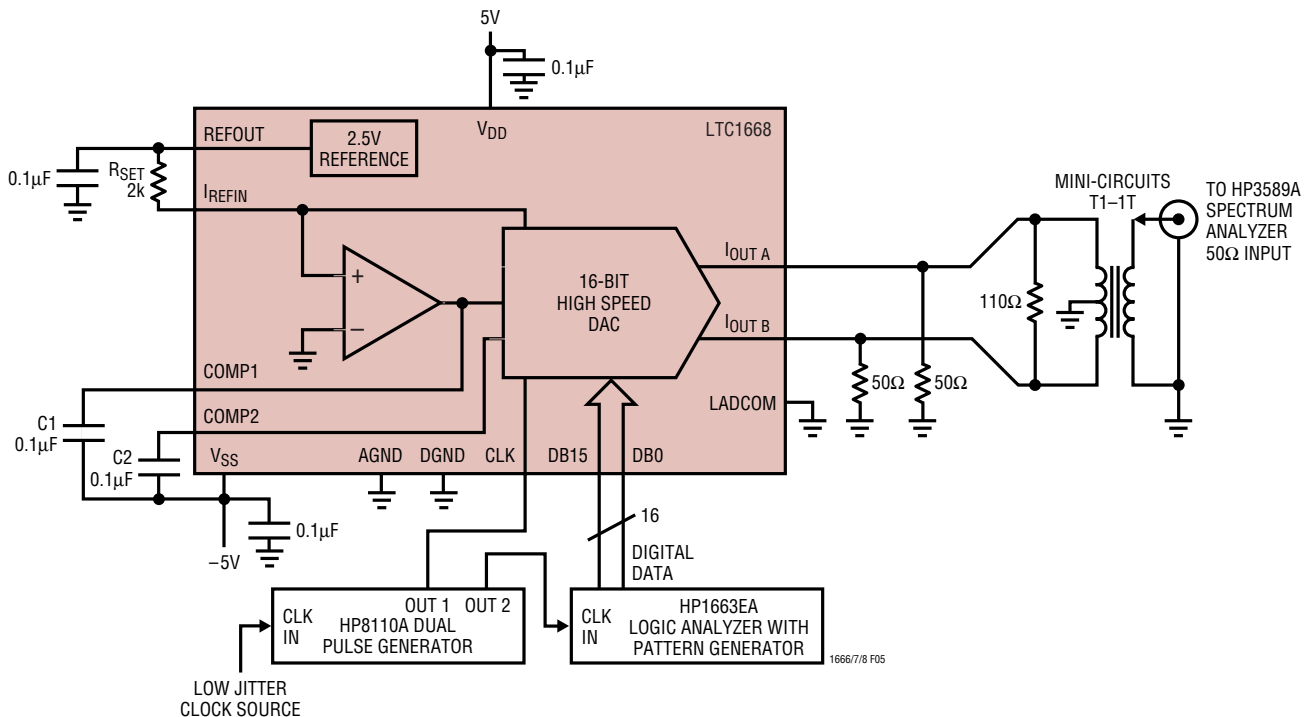 5V
0.1µF
LTC1668
V_DD
REFOUT
2.5V
REFERENCE
0.1µF
R_SET
2k
I_REFIN
MINI-CIRCUITS
T1–1T
TO HP3589A
SPECTRUM
ANALYZER
50Ω INPUT
+
–
16-BIT
HIGH SPEED
DAC
I_OUT A
110Ω
I_OUT B
50Ω
50Ω
COMP1
LADCOM
COMP2
C1
0.1µF
C2
0.1µF
V_SS
AGND
DGND
CLK
DB15
DB0
0.1µF
–5V
16
DIGITAL
DATA
OUT 1
OUT 2
CLK
IN
HP8110A DUAL
PULSE GENERATOR
CLK
IN
HP1663EA
LOGIC ANALYZER WITH
PATTERN GENERATOR
1666/7/8 F05
LOW JITTER
CLOCK SOURCE